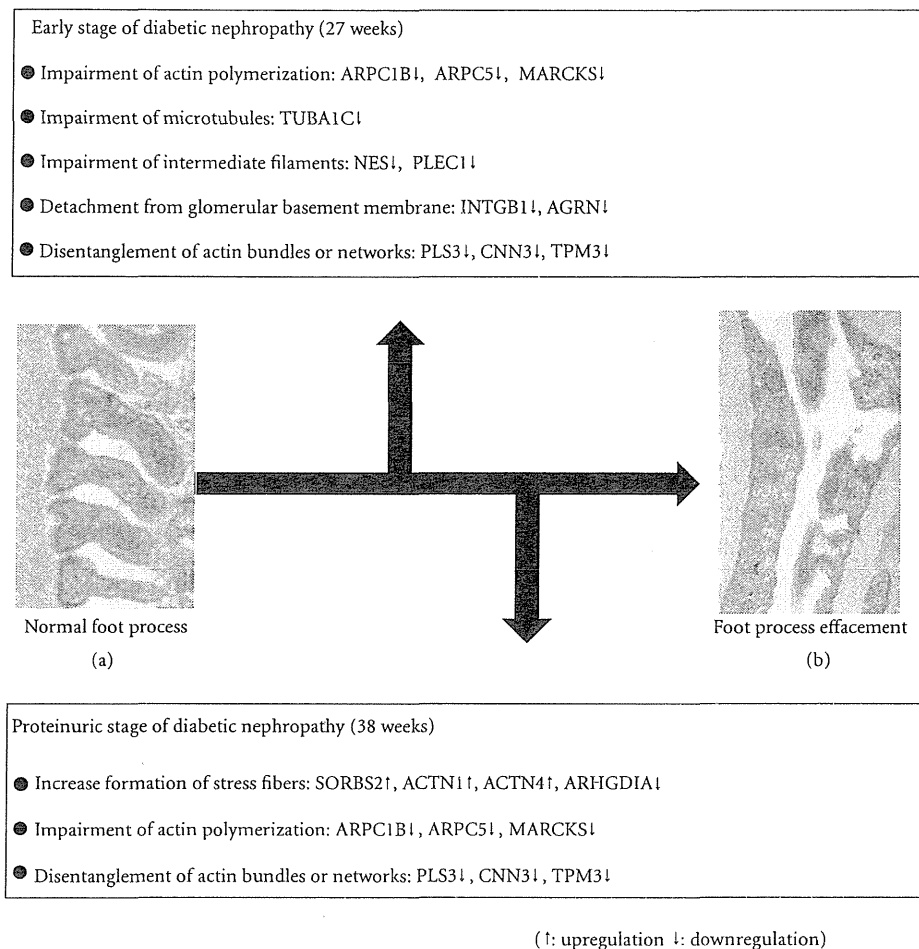 Early stage of diabetic nephropathy (27 weeks)
● Impairment of actin polymerization: ARPC1B↓, ARPC5↓, MARCKS↓
● Impairment of microtubules: TUBA1C↓
● Impairment of intermediate filaments: NES↓, PLEC1↓
● Detachment from glomerular basement membrane: INTGB1↓, AGRN↓
● Disentanglement of actin bundles or networks: PLS3↓, CNN3↓, TPM3↓
Normal foot process
(a)
Foot process effacement
(b)
Proteinuric stage of diabetic nephropathy (38 weeks)
● Increase formation of stress fibers: SORBS2↑, ACTN1↑, ACTN4↑, ARHGDIA↓
● Impairment of actin polymerization: ARPC1B↓, ARPC5↓, MARCKS↓
● Disentanglement of actin bundles or networks: PLS3↓, CNN3↓, TPM3↓
(↑: upregulation ↓: downregulation)